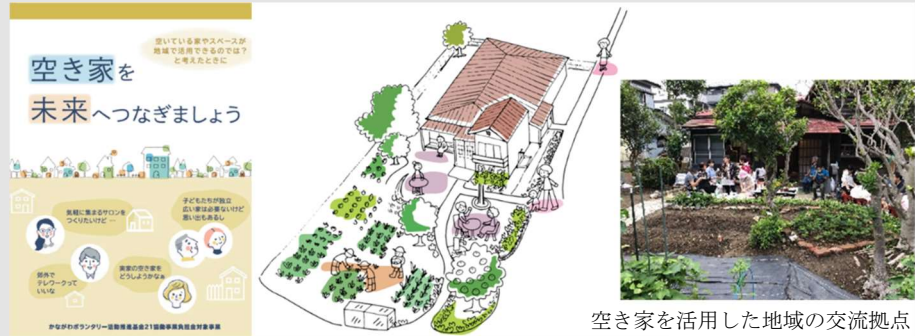 空いている家やスペースが
地域で活用できるのでは？
と考えたときに
空き家を
未来へつなぎましょう
気軽に集まるサロンを
つくりたいけど…
子どもたちが独立
広い家は必要ないけど
思い出もあるし
郊外で
テレワークって
いいな
実家の空き家を
どうしようかなぁ
かながわボランタリー活動推進基金21協働事業負担金対象事業
空き家を活用した地域の交流拠点